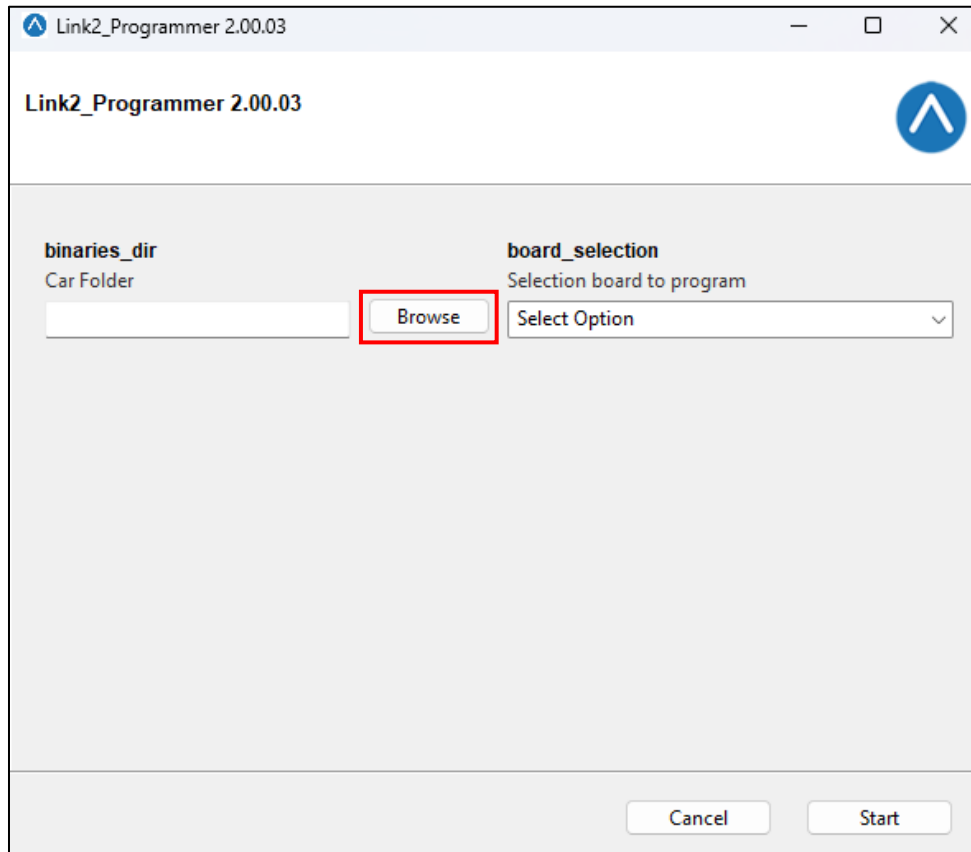 Link2_Programmer 2.00.03
Link2_Programmer 2.00.03
binaries_dir
Car Folder
Browse
board_selection
Selection board to program
Select Option
Cancel
Start